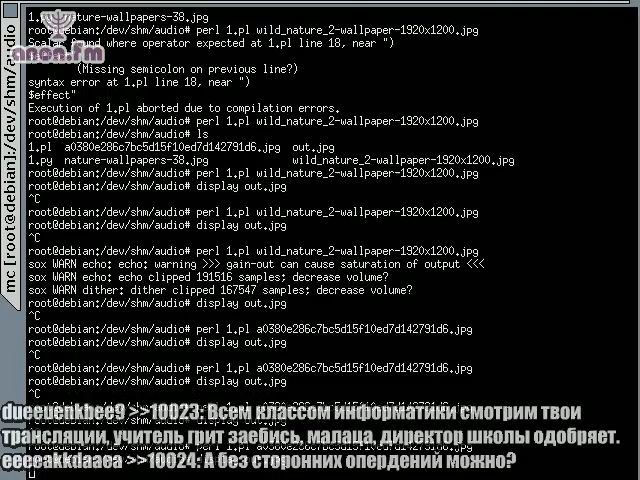 1.py nature-wallpapers-38.jpg
root@debian:/dev/shm/audio# perl 1.pl wild_nature_2-wallpaper-1920x1200.jpg
Scalar found where operator expected at 1.pl line 18, near ")
anon.fm
(Missing semicolon on previous line?)
syntax error at 1.pl line 18, near ")
$effect"
Execution of 1.pl aborted due to compilation errors.
root@debian:/dev/shm/audio# perl 1.pl wild_nature_2-wallpaper-1920x1200.jpg
root@debian:/dev/shm/audio# ls
1.pl a0380e286c7bc5d15f10ed7d142791d6.jpg out.jpg
1.py nature-wallpapers-38.jpg wild_nature_2-wallpaper-1920x1200.jpg
root@debian:/dev/shm/audio# perl 1.pl wild_nature_2-wallpaper-1920x1200.jpg
root@debian:/dev/shm/audio# display out.jpg
^C
root@debian:/dev/shm/audio# perl 1.pl wild_nature_2-wallpaper-1920x1200.jpg
root@debian:/dev/shm/audio# display out.jpg
^C
root@debian:/dev/shm/audio# perl 1.pl wild_nature_2-wallpaper-1920x1200.jpg
sox WARN echo: echo: warning >>> gain-out can cause saturation of output <<<
sox WARN echo: echo clipped 191516 samples; decrease volume?
sox WARN dither: dither clipped 167547 samples; decrease volume?
root@debian:/dev/shm/audio# display out.jpg
^C
root@debian:/dev/shm/audio# perl 1.pl a0380e286c7bc5d15f10ed7d142791d6.jpg
root@debian:/dev/shm/audio# display out.jpg
^C
root@debian:/dev/shm/audio# perl 1.pl a0380e286c7bc5d15f10ed7d142791d6.jpg
root@debian:/dev/shm/audio# display out.jpg
^C
mc [root@debian]:/dev/shm/audio
dueeuenkbee9 >>10023: Всем классом информатики смотрим твои
трансляции, учитель грит заебись, малаца, директор школы одобряет.
eeeeakkdaaea >>10024: А без сторонних опердений можно?